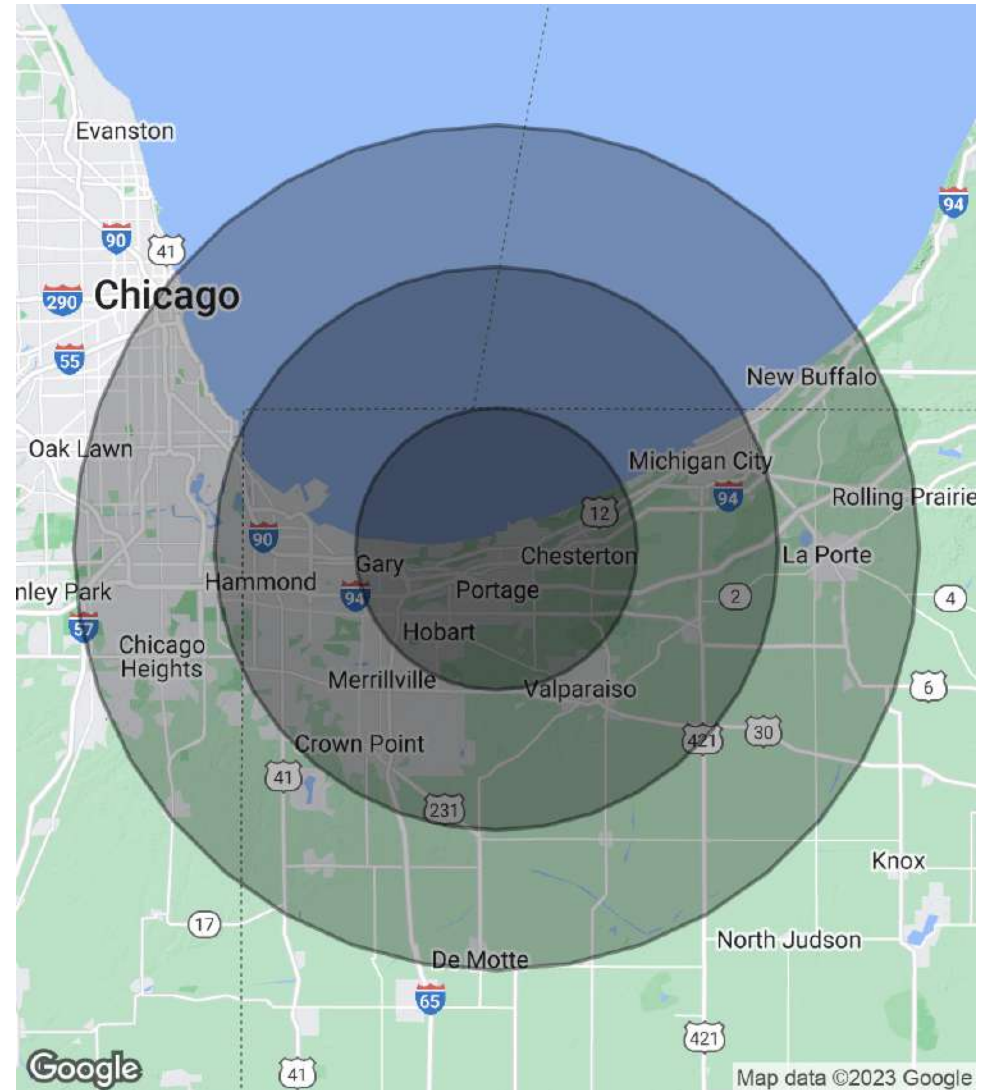 Evanston
94
90
41
Chicago
290
55
New Buffalo
Oak Lawn
Michigan City
94
Rolling Prairie
12
90
Gary
Chesterton
La Porte
Hammond
94
Portage
2
4
nley Park
57
Hobart
Chicago
Heights
Merrillville
Valparaiso
6
Crown Point
421
30
41
231
Knox
17
North Judson
De Motte
65
421
Google
41
Map data ©2023 Google